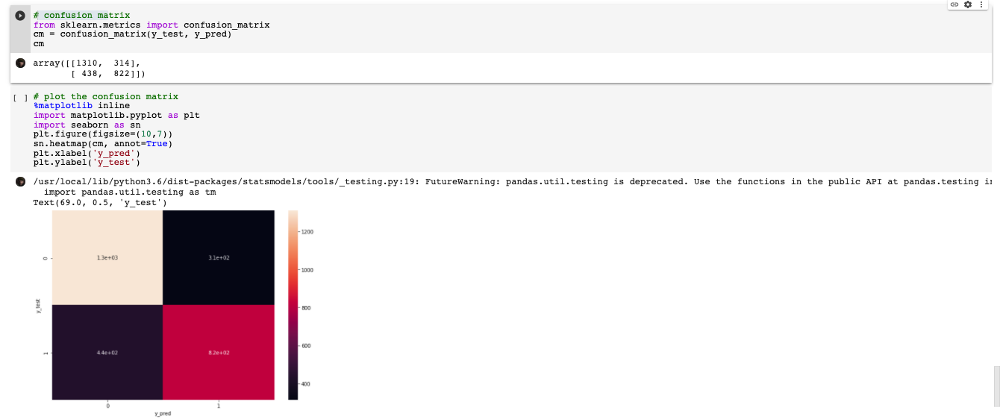 # confusion matrix
from sklearn.metrics import confusion_matrix
cm = confusion_matrix(y_test, y_pred)
cm
array([[1310,  314],
       [ 438,  822]])
[ ] # plot the confusion matrix
%matplotlib inline
import matplotlib.pyplot as plt
import seaborn as sn
plt.figure(figsize=(10,7))
sn.heatmap(cm, annot=True)
plt.xlabel('y_pred')
plt.ylabel('y_test')
/usr/local/lib/python3.6/dist-packages/statsmodels/tools/_testing.py:19: FutureWarning: pandas.util.testing is deprecated. Use the functions in the public API at pandas.testing in
  import pandas.util.testing as tm
Text(69.0, 0.5, 'y_test')
1200
1000
800
600
400
0
1.3e+03
3.1e+02
y_test
1
4.4e+02
8.2e+02
0
1
y_pred